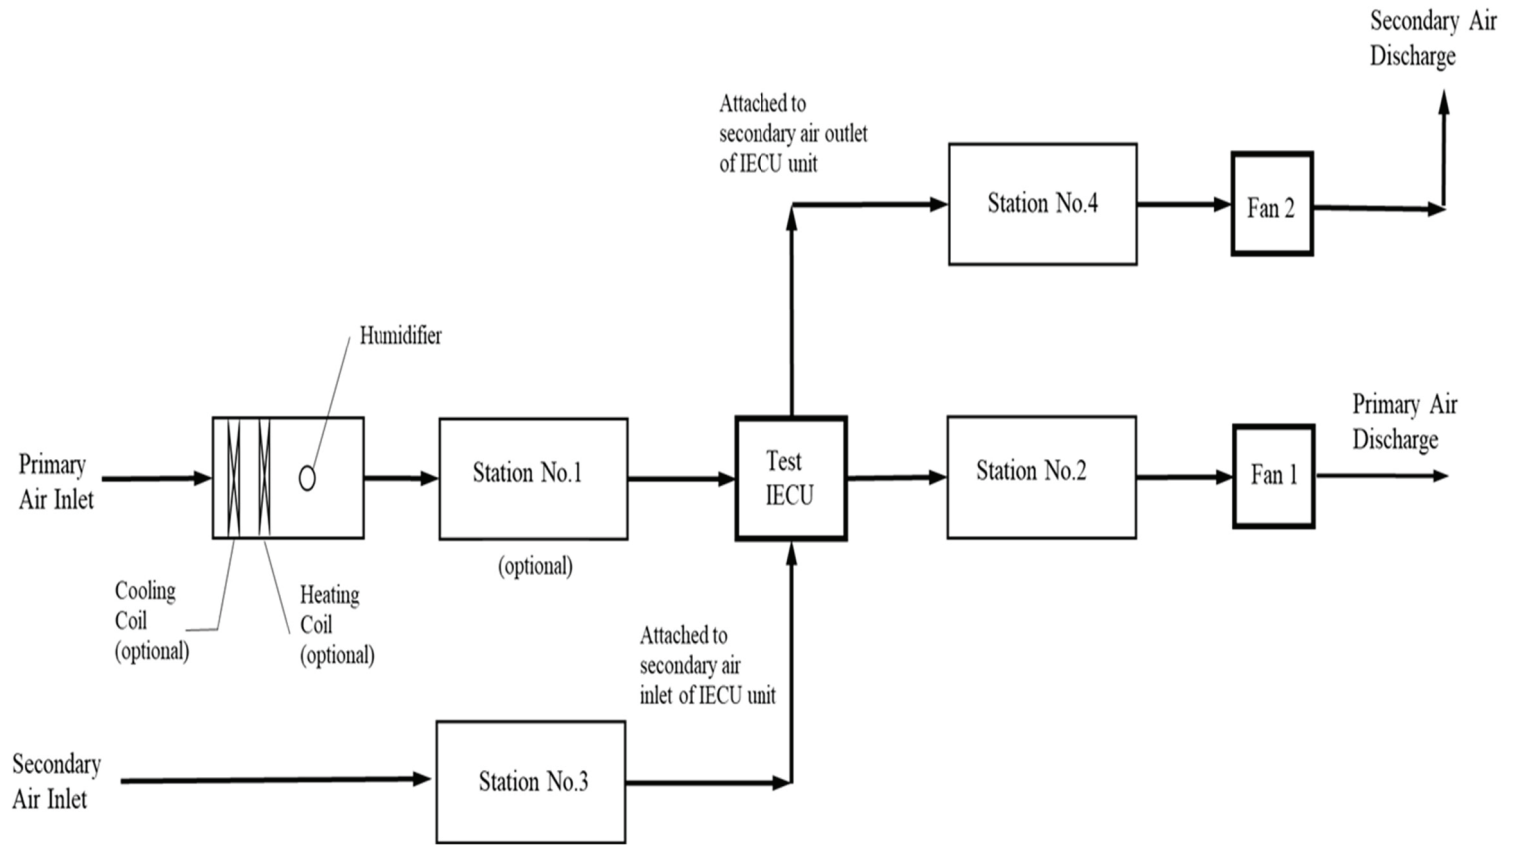 Secondary Air
Discharge
Attached to
secondary air outlet
of IECU unit
Station No.4
Fan 2
Humidifier
Primary Air
Discharge
Primary
Air Inlet
Station No.1
(optional)
Test
IECU
Station No.2
Fan 1
Cooling
Coil
(optional)
Heating
Coil
(optional)
Attached to
secondary air
inlet of IECU unit
Secondary
Air Inlet
Station No.3